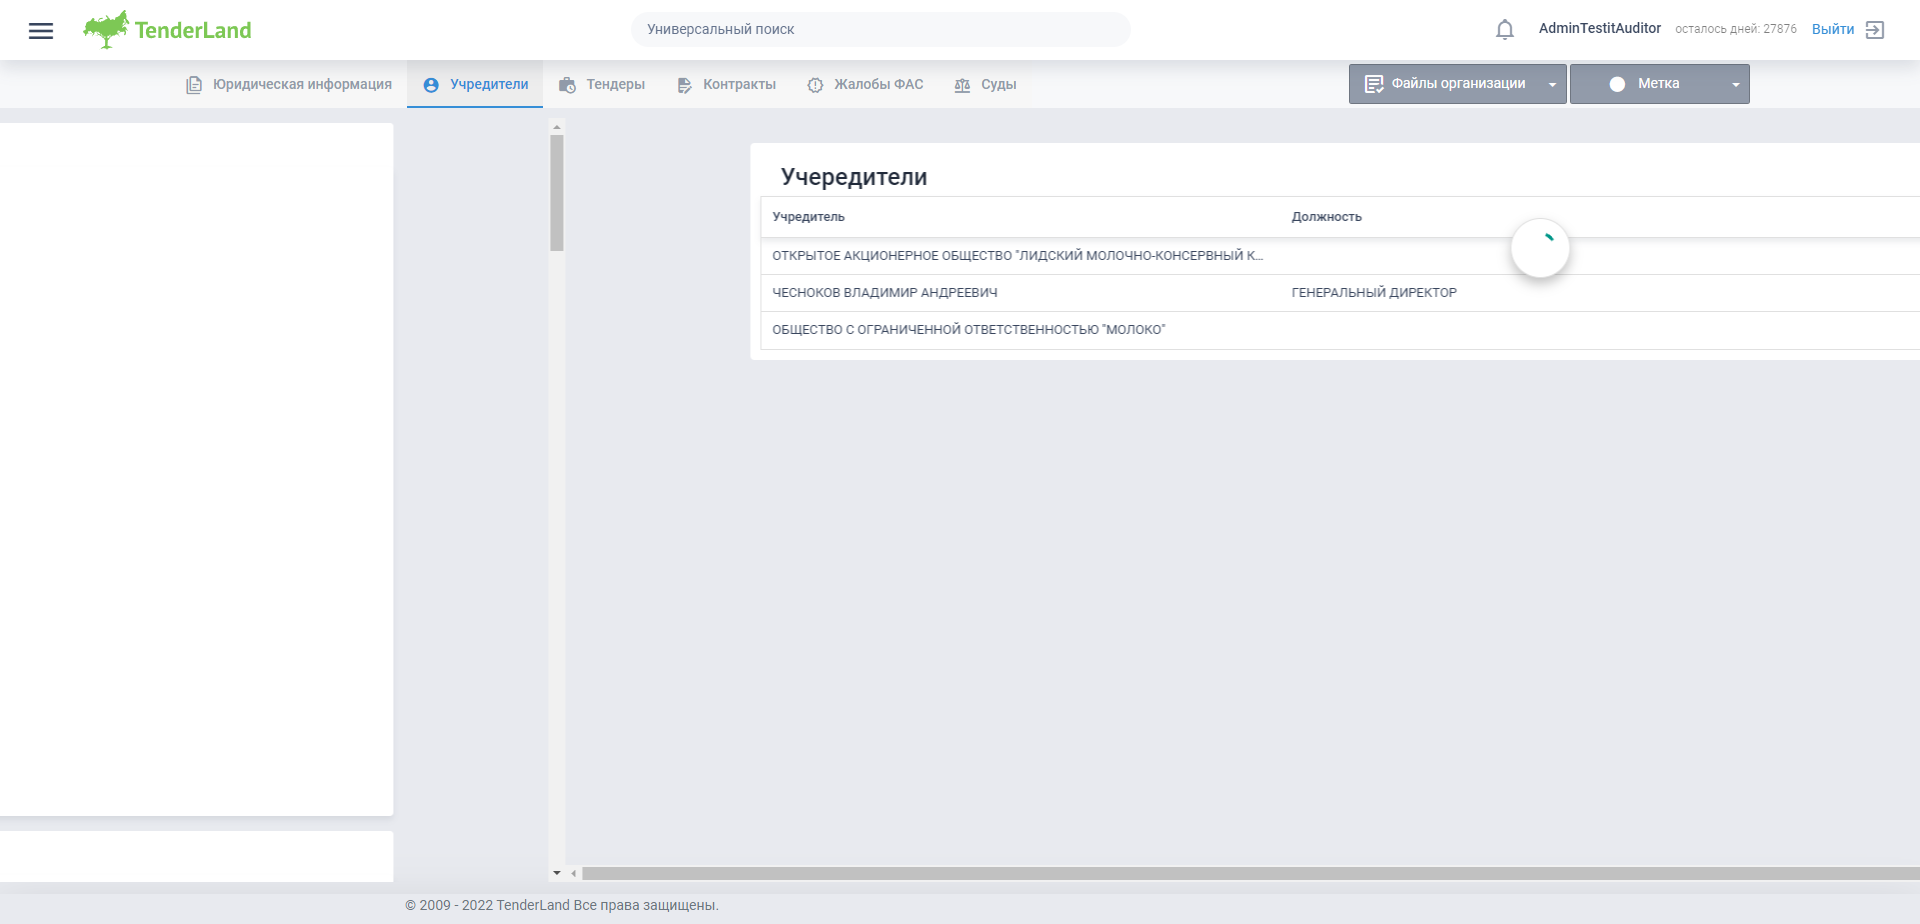 TenderLand
Универсальный поиск
AdminTestitAuditor
осталось дней: 27876
Выйти
Юридическая информация
Учредители
Тендеры
Контракты
Жалобы ФАС
Суды
Файлы организации
Метка
Учередители
Учредитель
Должность
ОТКРЫТОЕ АКЦИОНЕРНОЕ ОБЩЕСТВО "ЛИДСКИЙ МОЛОЧНО-КОНСЕРВНЫЙ К...
ЧЕСНОКОВ ВЛАДИМИР АНДРЕЕВИЧ
ГЕНЕРАЛЬНЫЙ ДИРЕКТОР
ОБЩЕСТВО С ОГРАНИЧЕННОЙ ОТВЕТСТВЕННОСТЬЮ "МОЛОКО"
© 2009 - 2022 TenderLand Все права защищены.